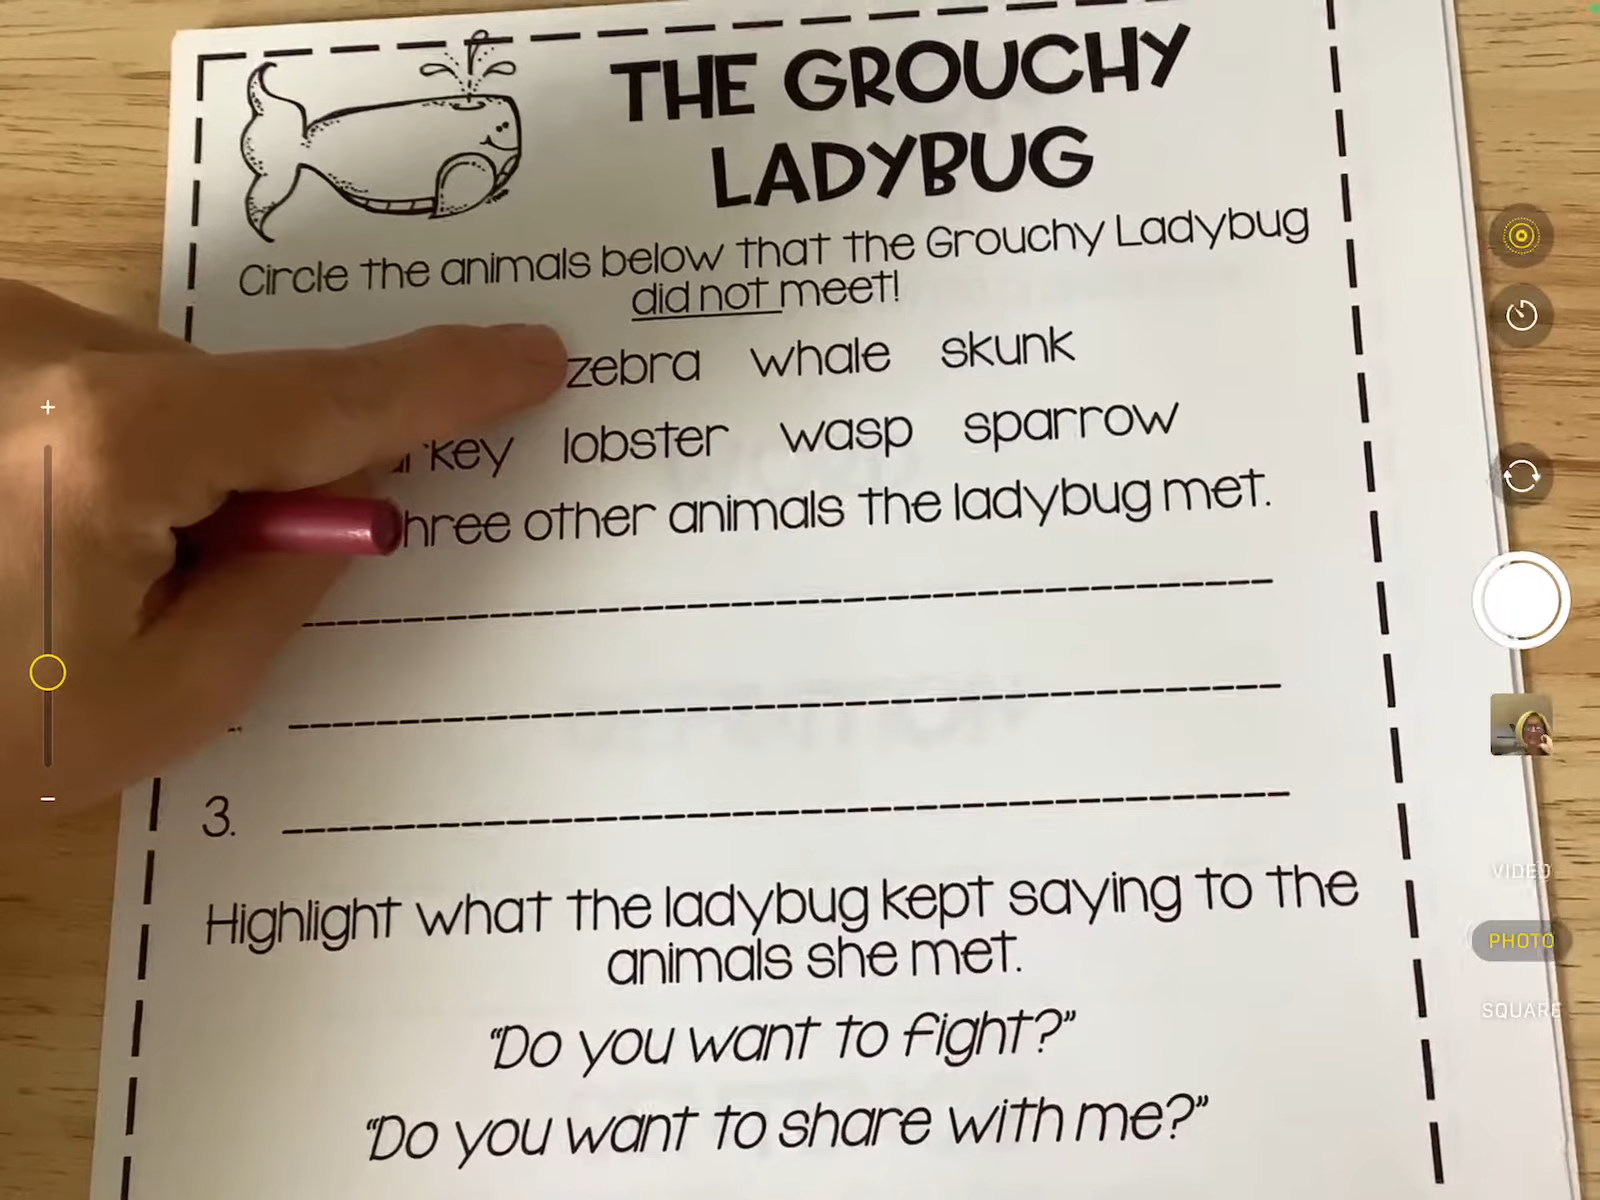 THE GROUCHY
LADYBUG
Circle the animals below that the Grouchy Ladybug
did not meet!
zebra whale skunk
lobster wasp sparrow
other animals the ladybug met.
3.
Highlight what the ladybug kept saying to the
animals she met.
"Do you want to fight?"
"Do you want to share with me?"
VIDEO
PHOTO
SQUARE